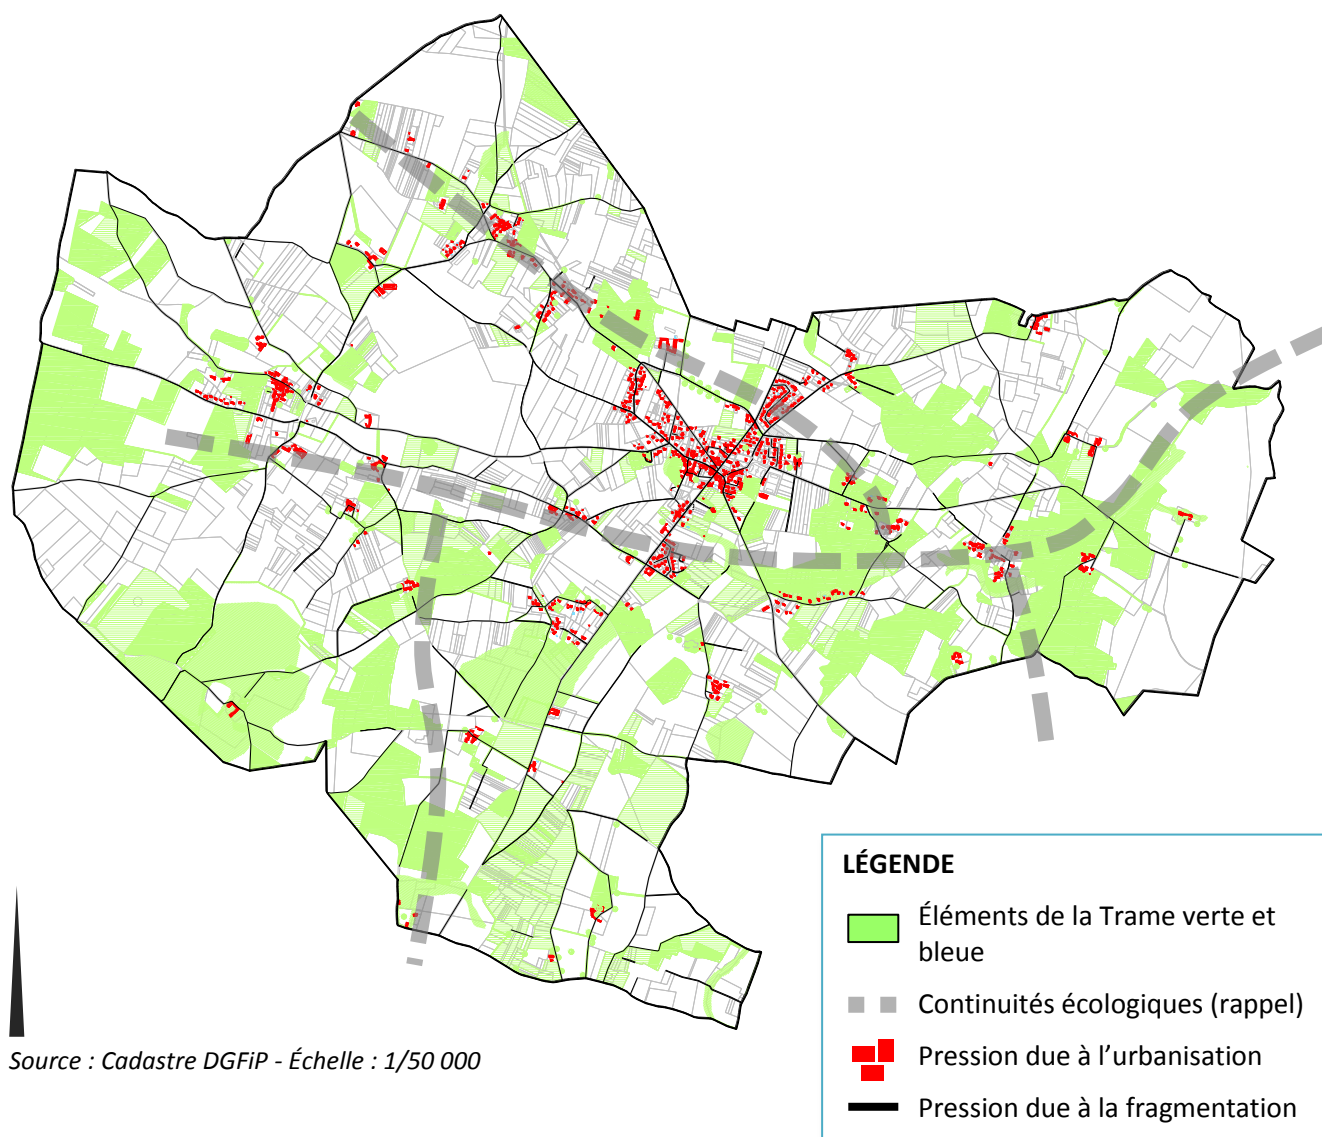 LÉGENDE
Éléments de la Trame verte et
bleue
Continuités écologiques (rappel)
Pression due à l’urbanisation
Pression due à la fragmentation
Source : Cadastre DGFiP - Échelle : 1/50 000